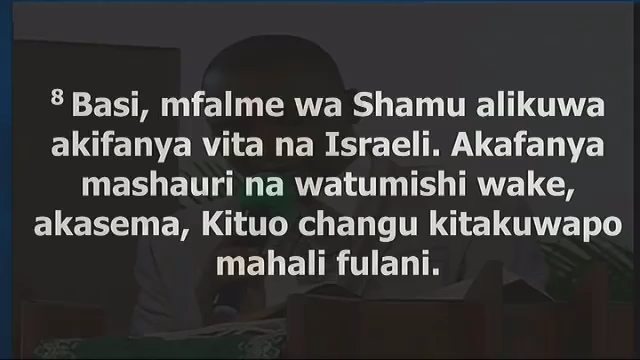 8 Basi, mfalme wa Shamu alikuwa
akifanya vita na Israeli. Akafanya
mashauri na watumishi wake,
akasema, Kituo changu kitakuwapo
mahali fulani.